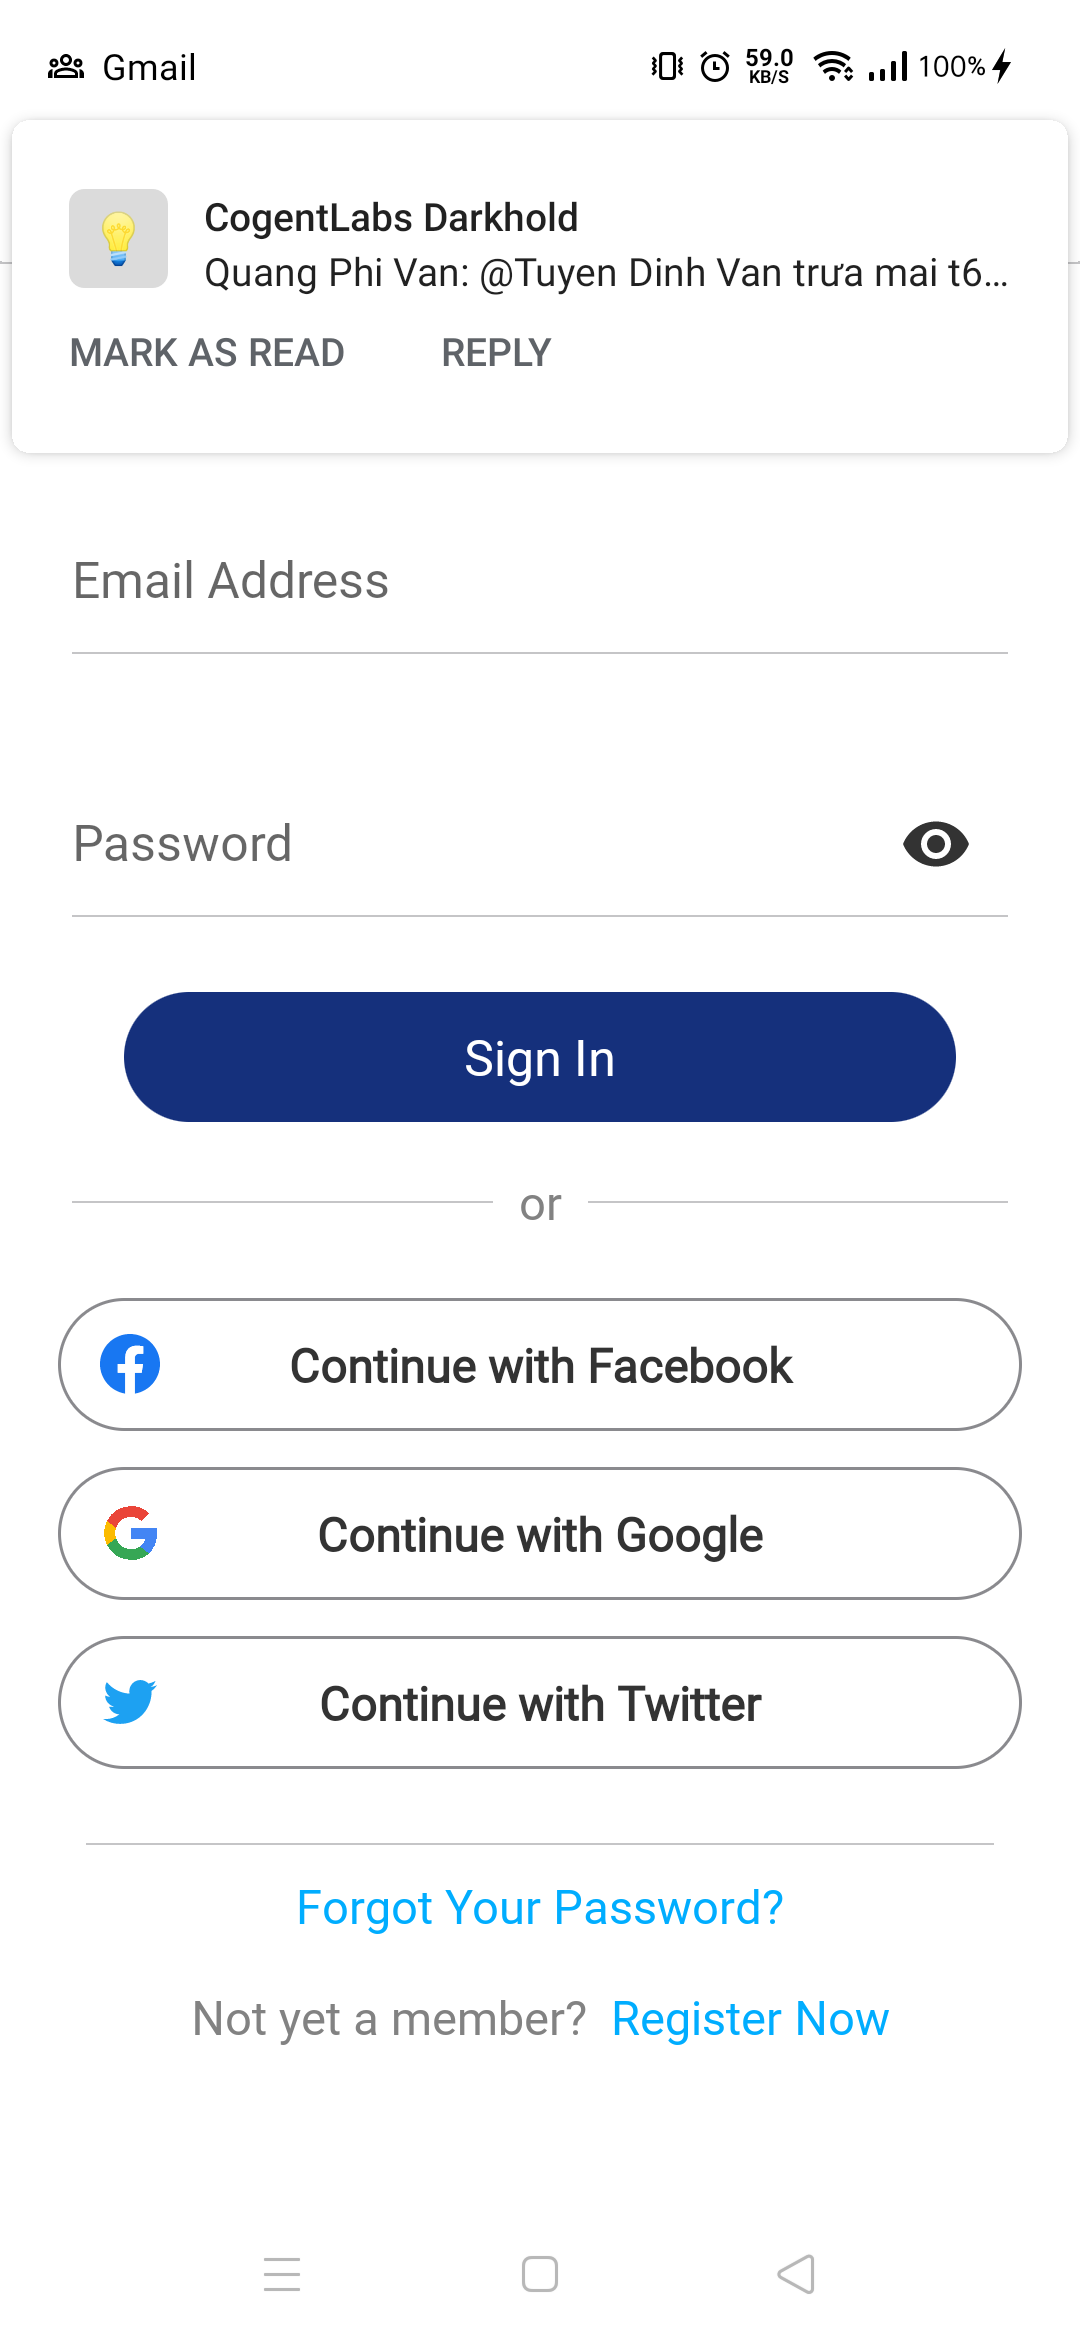 Gmail
59.0
KB/S
100%
CogentLabs Darkhold
Quang Phi Van: @Tuyen Dinh Van trưa mai t6...
MARK AS READ
REPLY
Email Address
Password
Sign In
or
Continue with Facebook
Continue with Google
Continue with Twitter
Forgot Your Password?
Not yet a member? Register Now